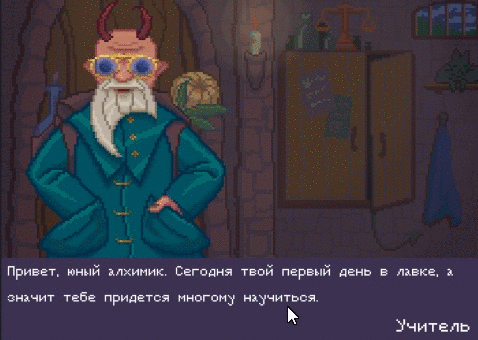 Привет, юный алхимик. Сегодня твой первый день в лавке, а
значит тебе придется многому научиться.
Учитель